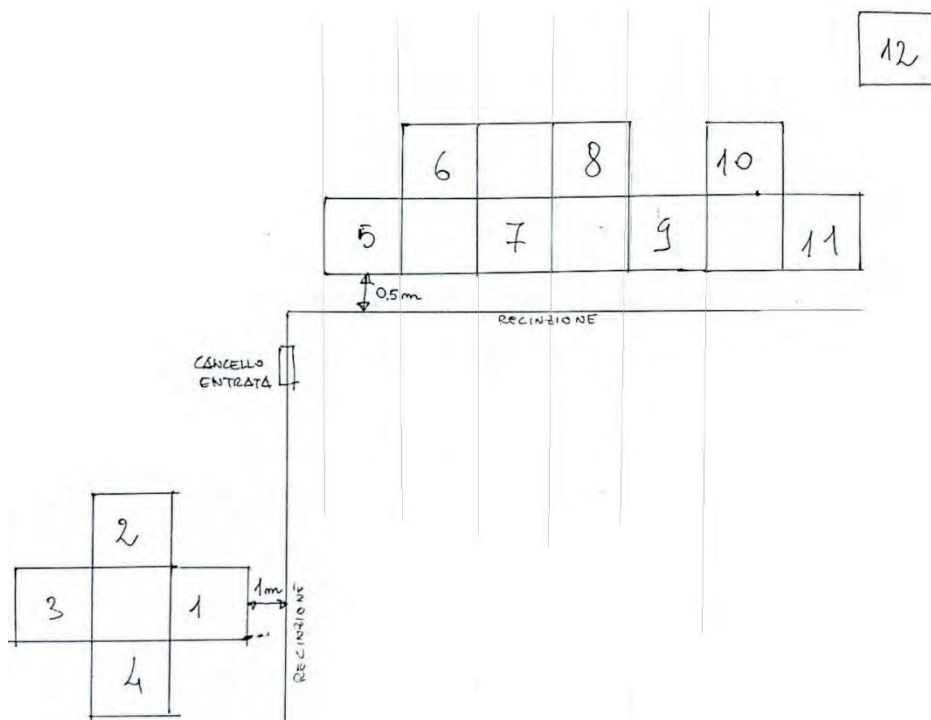 12
6
8
10
5
7
9
11
0.5m
RECINZIONE
CANCELLO
ENTRATA
2
3
1
1m
4
RECINZIONE